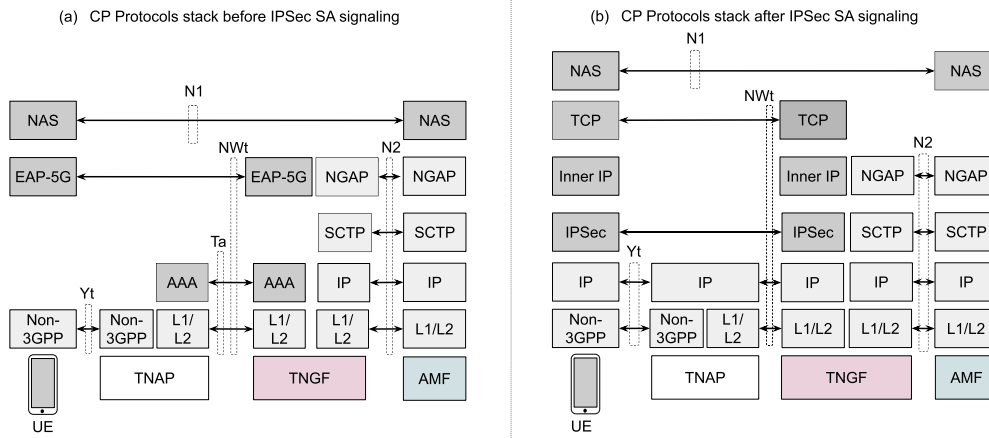 (a) CP Protocols stack before IPSec SA signaling
N1
NAS
NAS
NWt
N2
EAP-5G
EAP-5G
NGAP
NGAP
SCTP
SCTP
Ta
AAA
AAA
IP
IP
Yt
Non-
3GPP
Non-
3GPP
L1/
L2
L1/
L2
L1/
L2
L1/L2
TNAP
TNGF
AMF
UE
(b) CP Protocols stack after IPSec SA signaling
N1
NAS
NAS
NWt
TCP
TCP
N2
Inner IP
Inner IP
NGAP
NGAP
IPSec
IPSec
SCTP
SCTP
Yt
IP
IP
IP
IP
IP
Non-
3GPP
Non-
3GPP
L1/
L2
L1/L2
L1/L2
L1/L2
TNAP
TNGF
AMF
UE